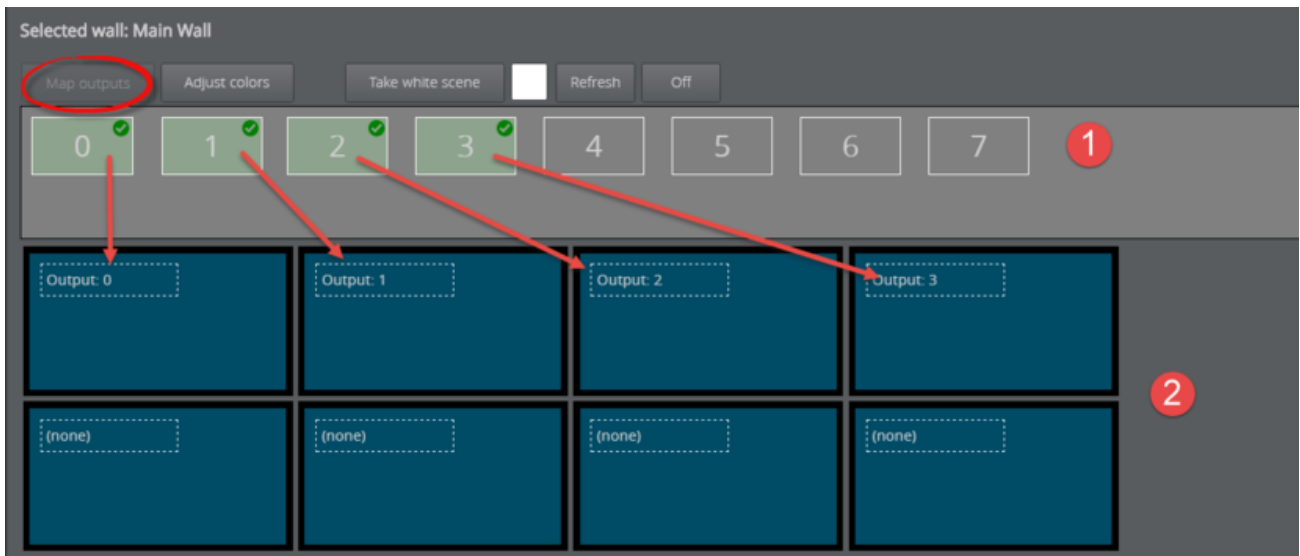 Selected wall: Main Wall
Map outputs Adjust colors Take white scene Refresh Off
0 1 2 3 4 5 6 7 1
Output: 0 Output: 1 Output: 2 Output: 3
2
(none) (none) (none) (none)